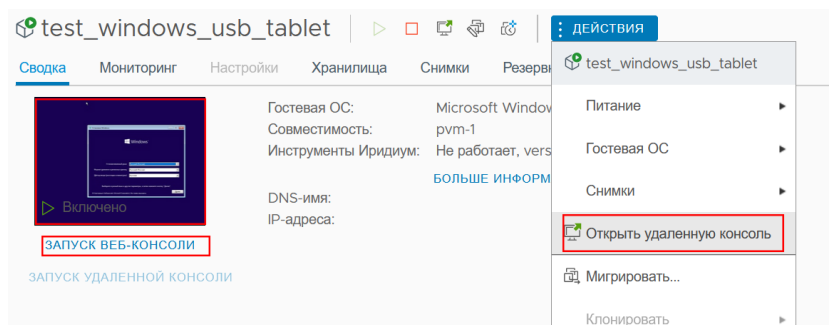 test_windows_usb_tablet
ДЕЙСТВИЯ
Сводка Мониторинг Настройки Хранилища Снимки Резерв
test_windows_usb_tablet
Питание
Гостевая ОС
Снимки
Открыть удаленную консоль
Мигрировать...
Клонировать
Windows
Включено
ЗАПУСК ВЕБ-КОНСОЛИ
ЗАПУСК УДАЛЕННОЙ КОНСОЛИ
Гостевая ОС: Microsoft Window
Совместимость: pvm-1
Инструменты Иридиум: Не работает, vers
БОЛЬШЕ ИНФОРМ
DNS-имя:
IP-адреса: